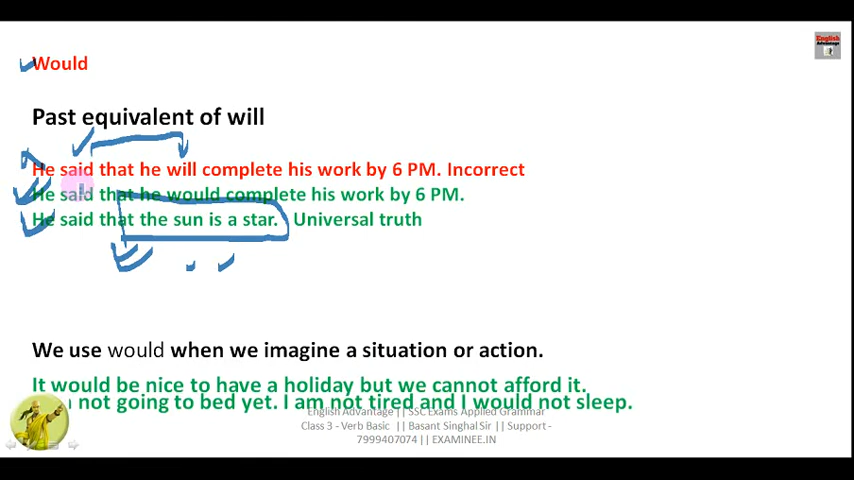 English
Advantage
Would
Past equivalent of will
He said that he will complete his work by 6 PM. Incorrect
He said that he would complete his work by 6 PM.
He said that the sun is a star. Universal truth
We use would when we imagine a situation or action.
It would be nice to have a holiday but we cannot afford it.
not going to bed yet. I am not tired and I would not sleep.
English Advantage || SSC Exams Applied Grammar
Class 3 - Verb Basic || Basant Singhal Sir || Support -
7999407074 || EXAMINEE.IN